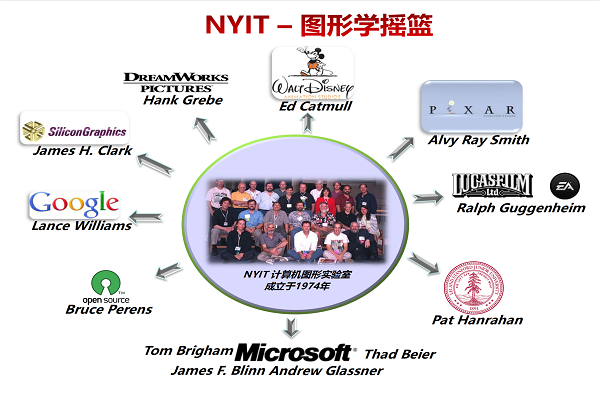 NYIT – 图形学摇篮
DREAMWORKS
PICTURES
Hank Grebe
WALT DISNEY
ANIMATION STUDIOS
Ed Catmull
PIXAR
Alvy Ray Smith
SiliconGraphics
James H. Clark
LUCASFILM
Ltd.
EA
Ralph Guggenheim
Google
Lance Williams
NYIT 计算机图形实验室
成立于1974年
open source
TM
Bruce Perens
Pat Hanrahan
Tom Brigham
Microsoft®
Thad Beier
James F. Blinn Andrew Glassner